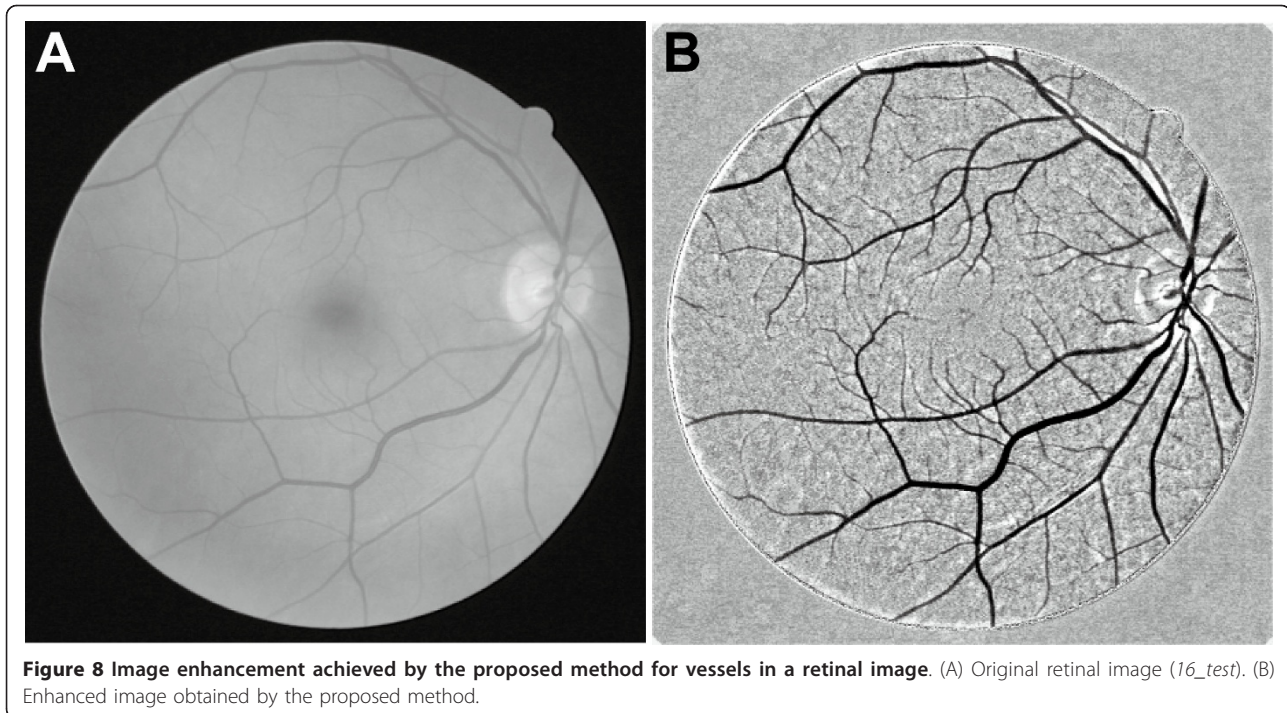 A
B
Figure 8 Image enhancement achieved by the proposed method for vessels in a retinal image. (A) Original retinal image (16_test). (B)
Enhanced image obtained by the proposed method.